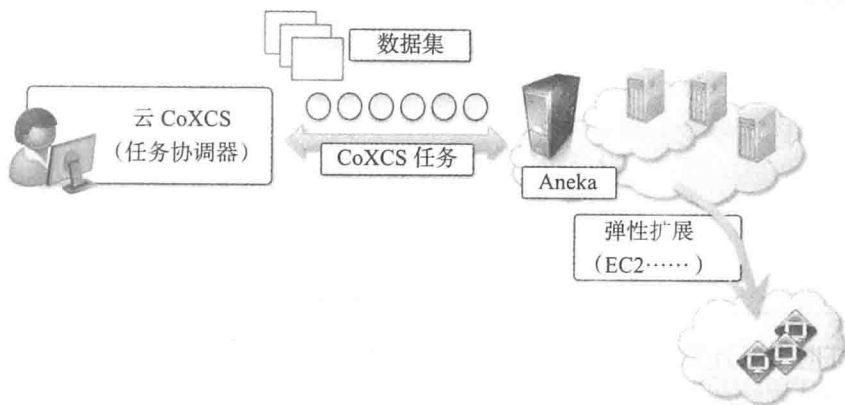 数据集
云 CoXCS
（任务协调器）
CoXCS 任务
Aneka
弹性扩展
（EC2……）